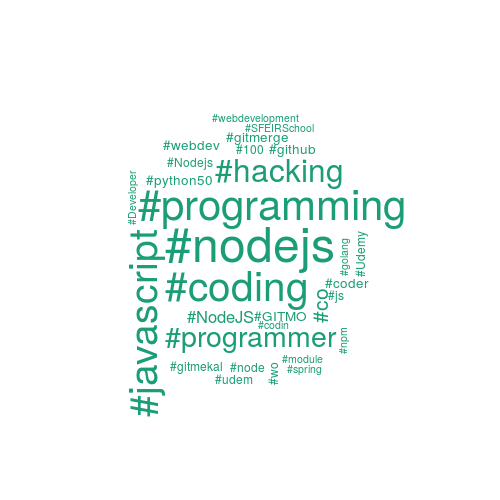 #webdevelopment
#SFEIRSchool
#gitmerge
#webdev
#100
#github
#Nodejs
#hacking
#python50
#Developer
#programming
#nodejs
#javascript
#golang
#Udemy
#coding
#coder
#co
#js
#NodeJS
#GITMO
#codin
#programmer
#npm
#module
#gitmekal
#node
#wo
#spring
#udem